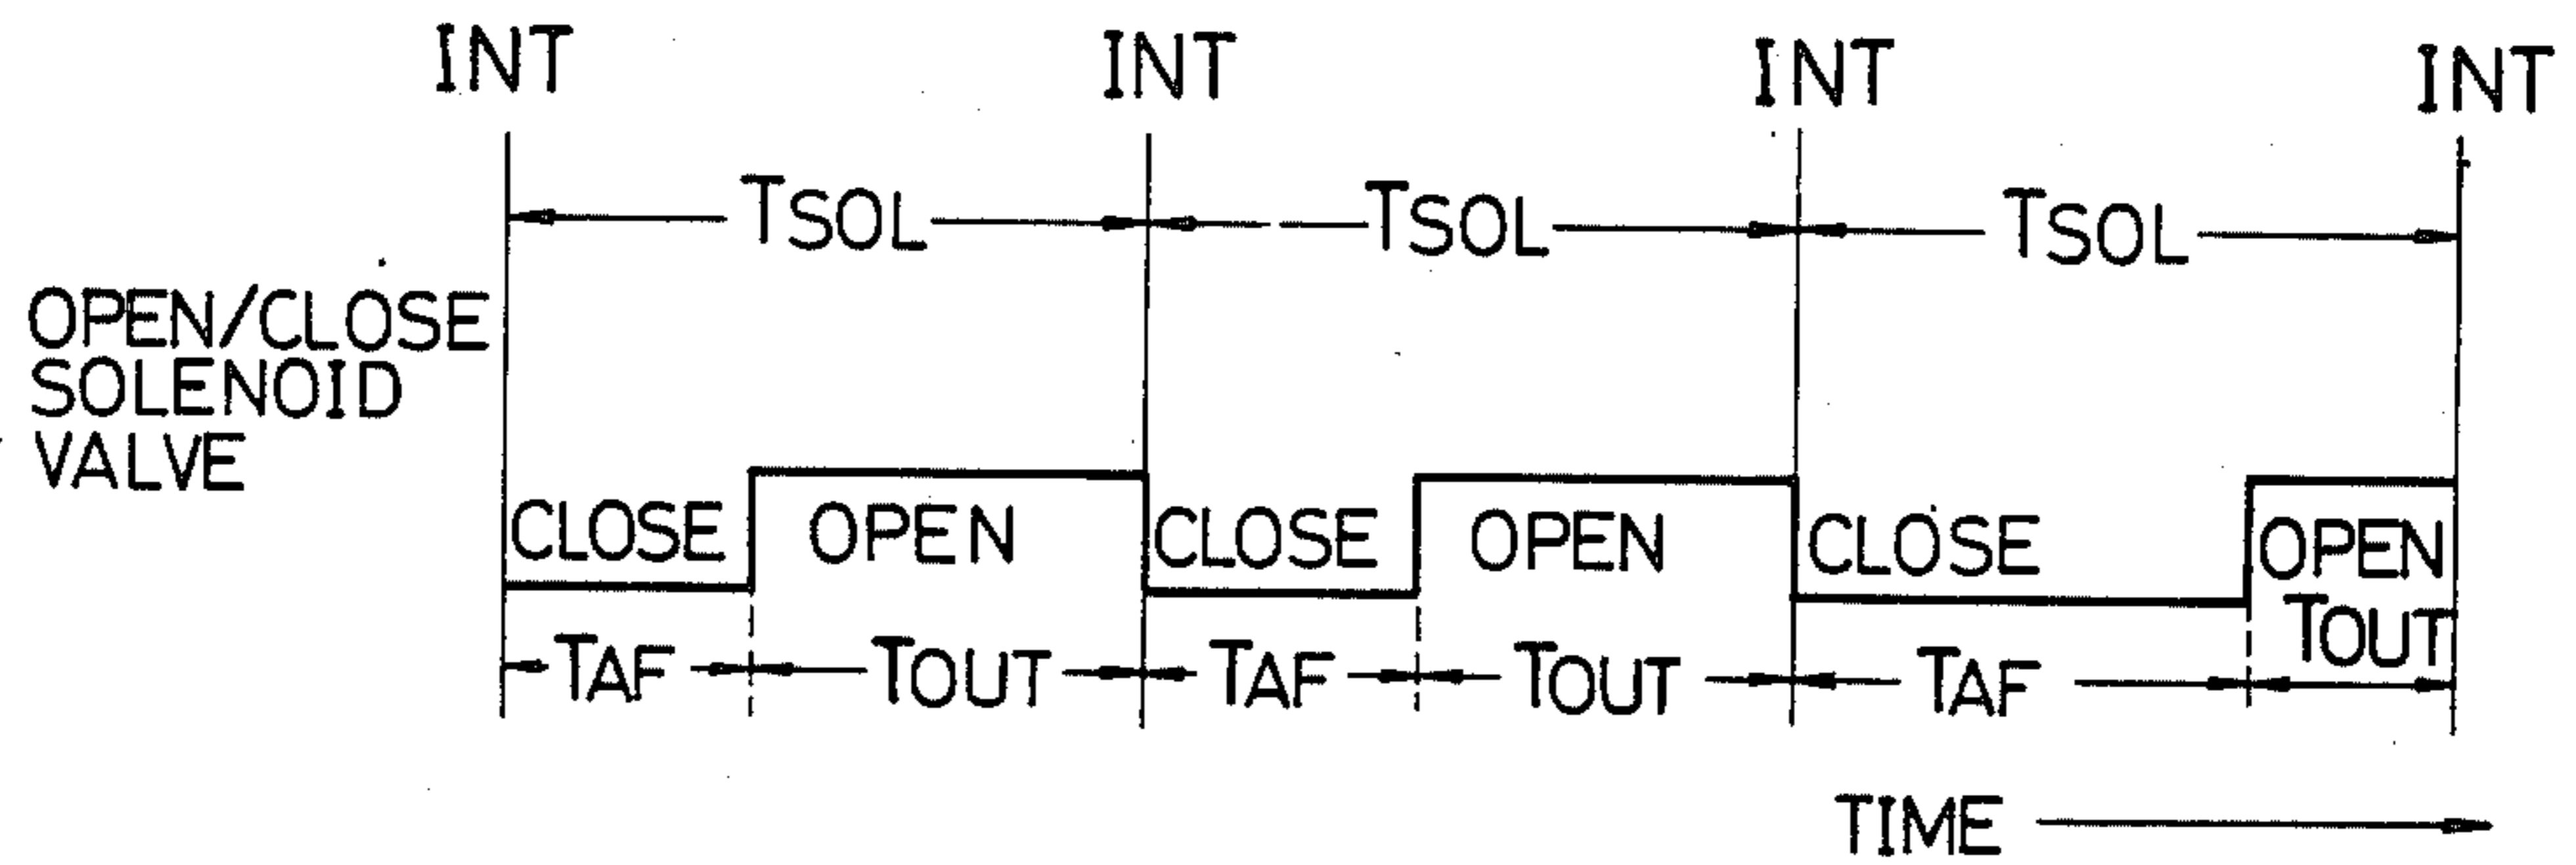 INT INT INT INT
TSOL TSOL TSOL
OPEN/CLOSE
SOLENOID
VALVE
CLOSE OPEN CLOSE OPEN CLOSE OPEN
TAF TOUT TAF TOUT TAF TOUT
TIME